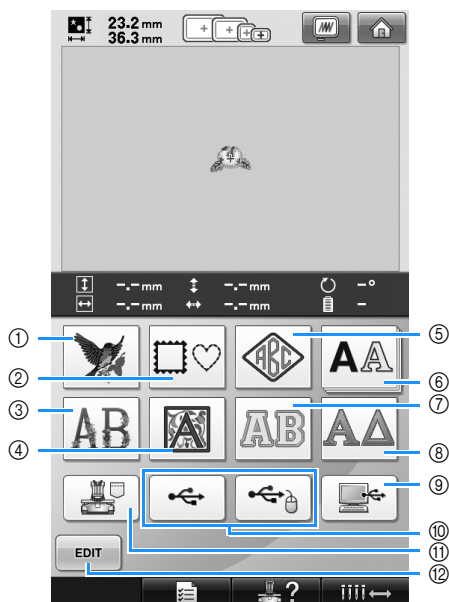 23.2 mm
36.3 mm
-.- mm -.- mm -°
-.- mm -.- mm -
①
②
③
④
⑤
⑥
⑦
⑧
⑨
⑩
⑪
⑫
ABC
A A
AB
A
AB
AΔ
EDIT
?